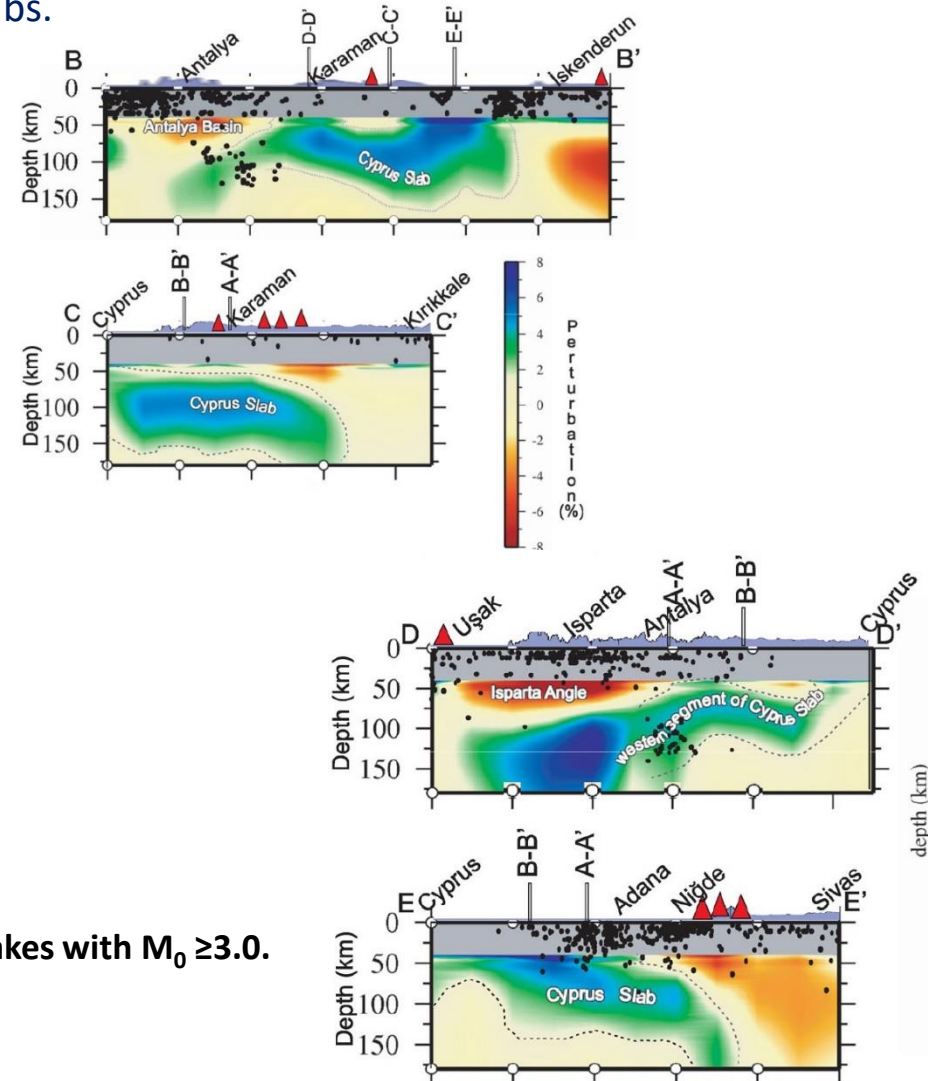 bs.
B
Antalya
D-D'
Karaman
C-C'
E-E'
İskenderun
B'
Depth (km)
0
50
100
150
Antalya Basin
Cyprus Slab
C
Cyprus
B-B'
A-A'
Karaman
Kırıkkale
C'
Depth (km)
0
50
100
150
Cyprus Slab
8
6
4
2
0
-2
-4
-6
-8
Perturbation
(%)
D
Uşak
Isparta
Antalya
A-A'
B-B'
Cyprus
D'
Depth (km)
0
50
100
150
Isparta Angle
western segment of Cyprus Slab
depth (km)
E
Cyprus
B-B'
A-A'
Adana
Niğde
Sivas
E'
Depth (km)
0
50
100
150
Cyprus Slab
akes with M0 ≥3.0.